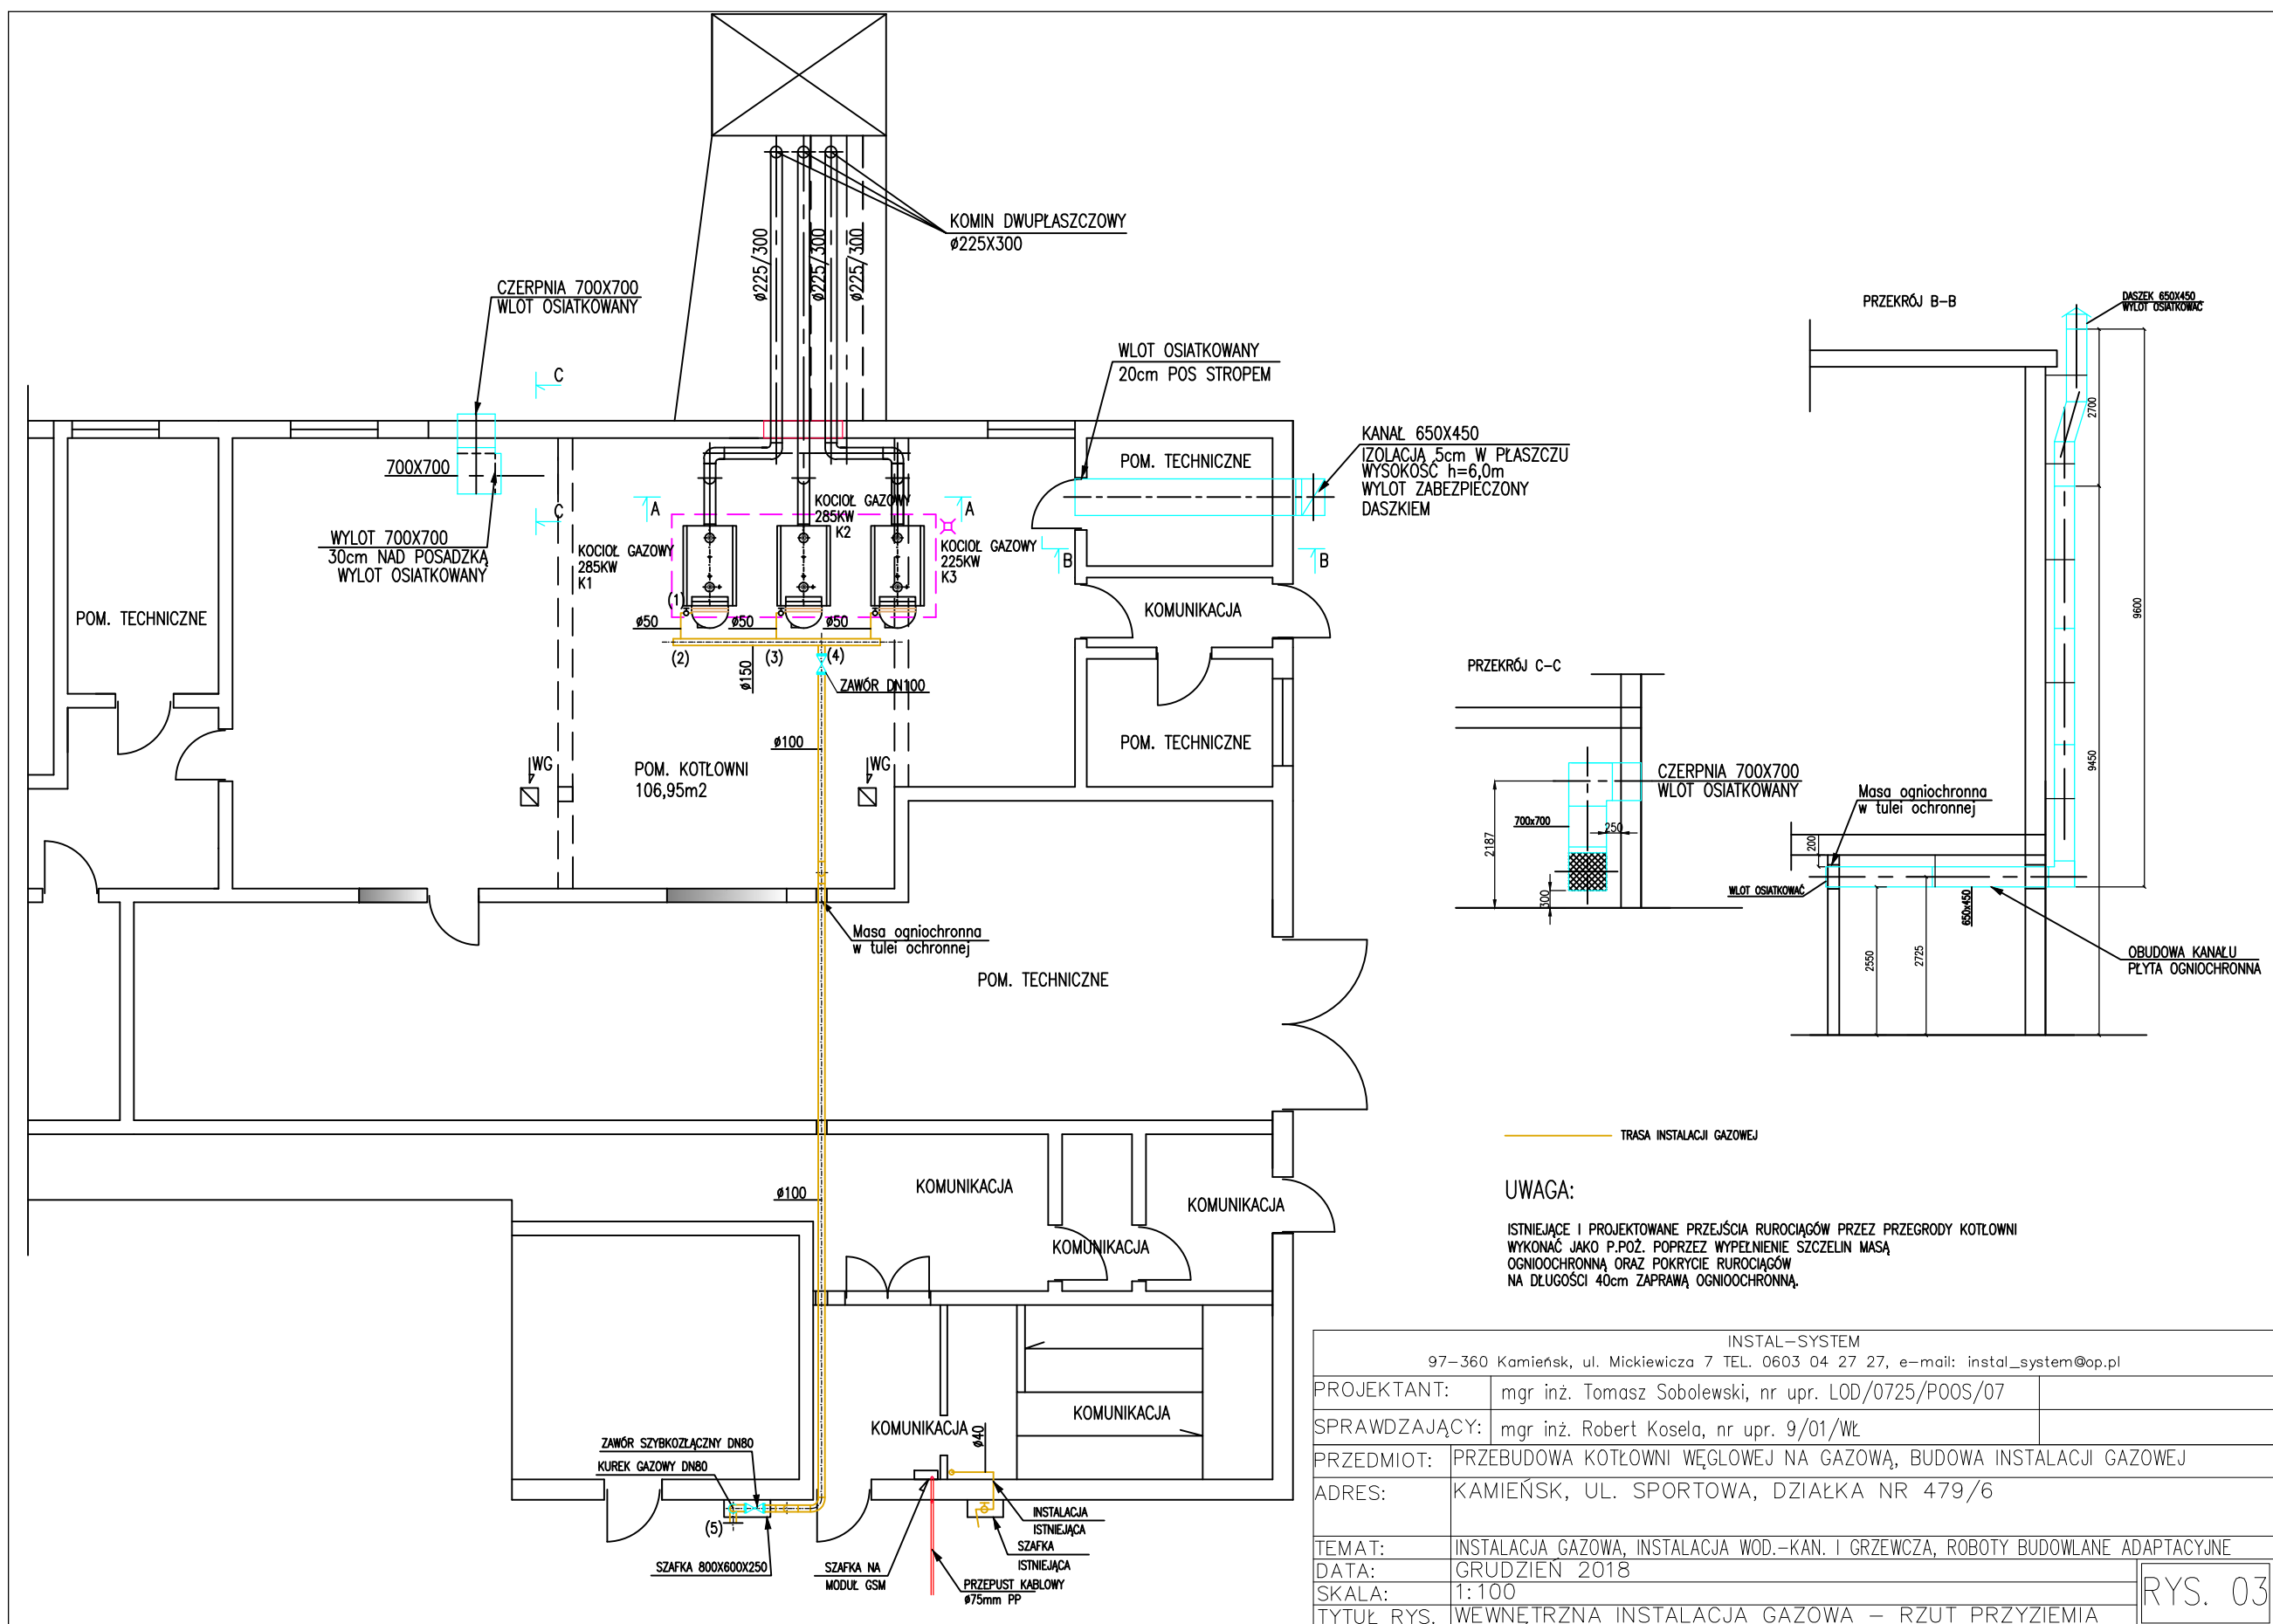 KOMIN DWUPŁASZCZOWY
ø225X300
ø225/300
ø225/300
ø225/300
CZERPNIA 700X700
WLOT OSIATKOWANY
C
C
700X700
WYLOT 700X700
30cm NAD POSADZKĄ
WYLOT OSIATKOWANY
WLOT OSIATKOWANY
20cm POS STROPEM
KANAŁ 650X450
IZOLACJA 5cm W PŁASZCZU
WYSOKOŚĆ h=6,0m
WYLOT ZABEZPIECZONY
DASZKIEM
POM. TECHNICZNE
A
A
B
B
KOCIOŁ GAZOWY
285KW
K1
KOCIOŁ GAZOWY
285KW
K2
KOCIOŁ GAZOWY
225KW
K3
POM. TECHNICZNE
KOMUNIKACJA
(1)
ø50
ø50
ø50
(2)
(3)
(4)
ø150
ZAWÓR DN100
ø100
POM. TECHNICZNE
WG
WG
POM. KOTŁOWNI
106,95m2
Masa ogniochronna
w tulei ochronnej
POM. TECHNICZNE
ø100
KOMUNIKACJA
KOMUNIKACJA
KOMUNIKACJA
KOMUNIKACJA
KOMUNIKACJA
ø40
ZAWÓR SZYBKOZŁĄCZNY DN80
KUREK GAZOWY DN80
(5)
SZAFKA 800X600X250
SZAFKA NA
MODUŁ GSM
PRZEPUST KABLOWY
ø75mm PP
INSTALACJA
ISTNIEJĄCA
SZAFKA
ISTNIEJĄCA
PRZEKRÓJ B-B
DASZEK 650X450
WYLOT OSIATKOWAĆ
2700
9600
9450
PRZEKRÓJ C-C
CZERPNIA 700X700
WLOT OSIATKOWANY
700x700
250
2187
300
Masa ogniochronna
w tulei ochronnej
200
WLOT OSIATKOWAĆ
650x450
2550
2725
OBUDOWA KANAŁU
PŁYTA OGNIOCHRONNA
TRASA INSTALACJI GAZOWEJ
UWAGA:
ISTNIEJĄCE I PROJEKTOWANE PRZEJŚCIA RUROCIĄGÓW PRZEZ PRZEGRODY KOTŁOWNI
WYKONAĆ JAKO P.POŻ. POPRZEZ WYPEŁNIENIE SZCZELIN MASĄ
OGNIOOCHRONNĄ ORAZ POKRYCIE RUROCIĄGÓW
NA DŁUGOŚCI 40cm ZAPRAWĄ OGNIOOCHRONNĄ.
INSTAL-SYSTEM
97-360 Kamieńsk, ul. Mickiewicza 7 TEL. 0603 04 27 27, e-mail: instal_system@op.pl
PROJEKTANT: mgr inż. Tomasz Sobolewski, nr upr. LOD/0725/POOS/07
SPRAWDZAJĄCY: mgr inż. Robert Kosela, nr upr. 9/01/WŁ
PRZEDMIOT: PRZEBUDOWA KOTŁOWNI WĘGLOWEJ NA GAZOWĄ, BUDOWA INSTALACJI GAZOWEJ
ADRES: KAMIEŃSK, UL. SPORTOWA, DZIAŁKA NR 479/6
TEMAT: INSTALACJA GAZOWA, INSTALACJA WOD.-KAN. I GRZEWCZA, ROBOTY BUDOWLANE ADAPTACYJNE
DATA: GRUDZIEŃ 2018
SKALA: 1:100
TYTUŁ RYS. WEWNĘTRZNA INSTALACJA GAZOWA - RZUT PRZYZIEMIA
RYS. 03